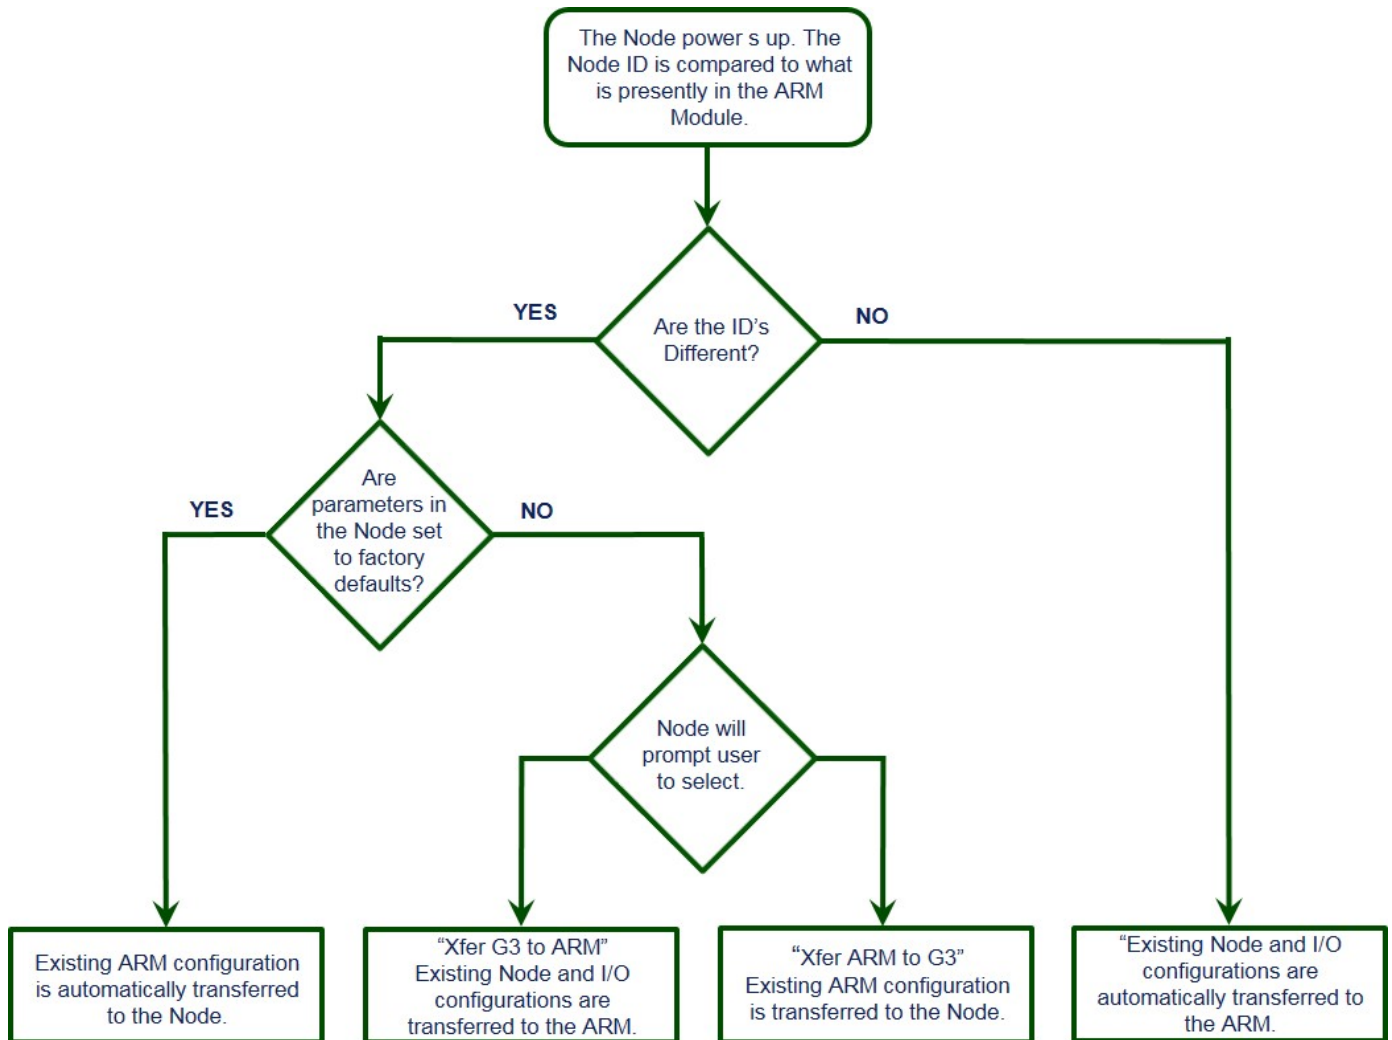 The Node power s up. The
Node ID is compared to what
is presently in the ARM
Module.
YES
Are the ID's
Different?
NO
YES
Are
parameters in
the Node set
to factory
defaults?
NO
Node will
prompt user
to select.
Existing ARM configuration
is automatically transferred
to the Node.
“Xfer G3 to ARM”
Existing Node and I/O
configurations are
transferred to the ARM.
“Xfer ARM to G3”
Existing ARM configuration
is transferred to the Node.
“Existing Node and I/O
configurations are
automatically transferred to
the ARM.